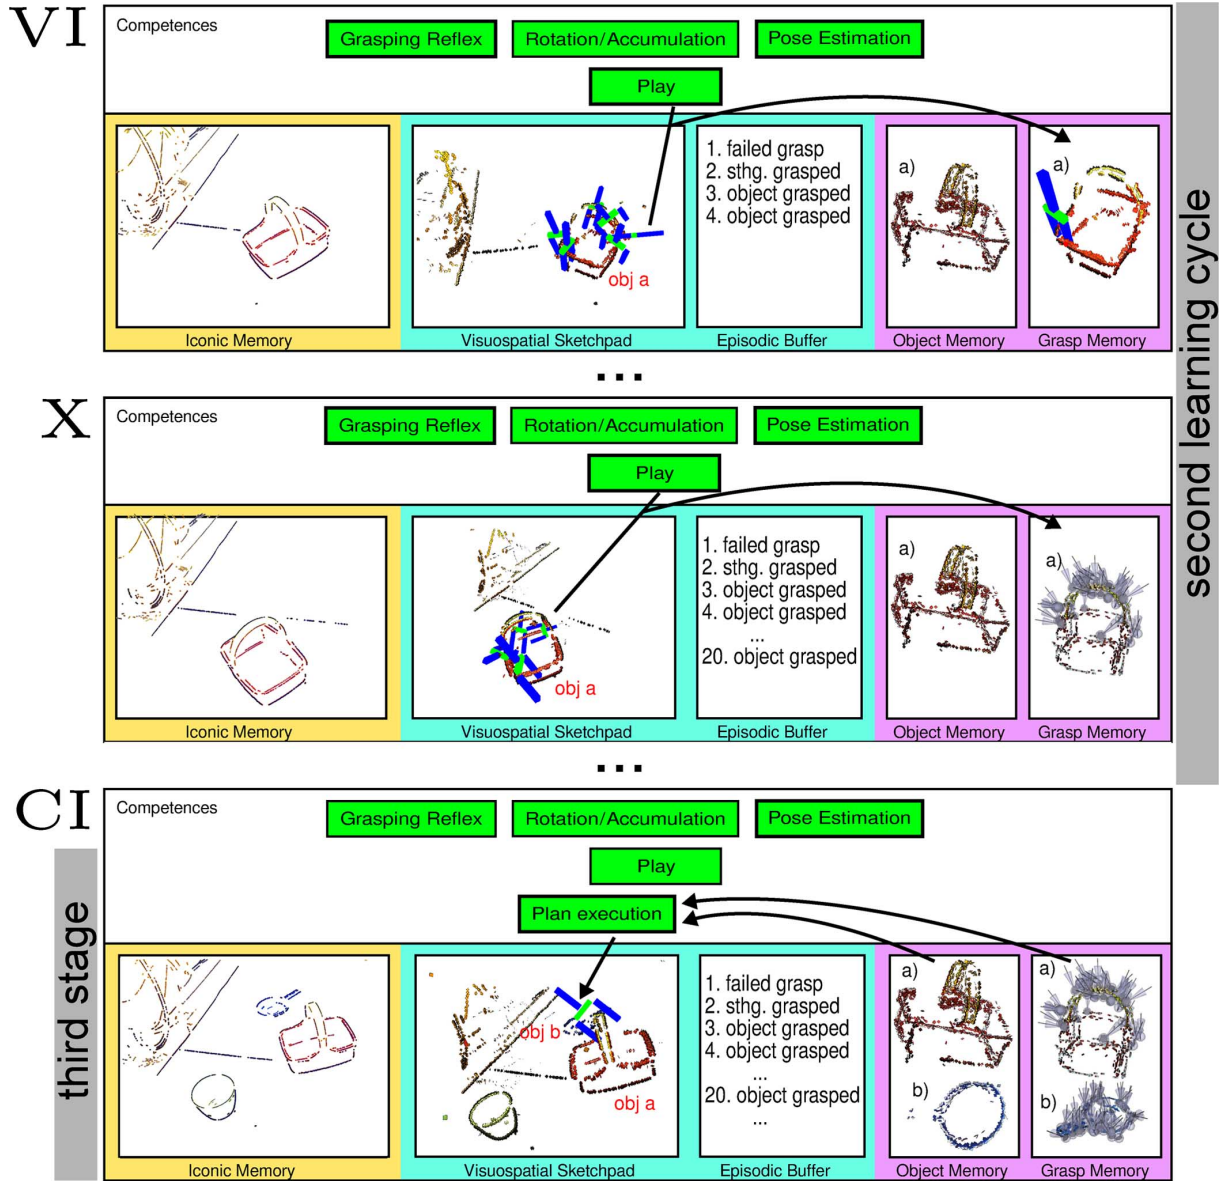 VI
Competences
Grasping Reflex
Rotation/Accumulation
Pose Estimation
Play
1. failed grasp
2. sthg. grasped
3. object grasped
4. object grasped
a)
a)
obj a
Iconic Memory
Visuospatial Sketchpad
Episodic Buffer
Object Memory
Grasp Memory
...
second learning cycle
X
Competences
Grasping Reflex
Rotation/Accumulation
Pose Estimation
Play
1. failed grasp
2. sthg. grasped
3. object grasped
4. object grasped
...
20. object grasped
a)
a)
obj a
Iconic Memory
Visuospatial Sketchpad
Episodic Buffer
Object Memory
Grasp Memory
...
CI
third stage
Competences
Grasping Reflex
Rotation/Accumulation
Pose Estimation
Play
Plan execution
obj b
obj a
1. failed grasp
2. sthg. grasped
3. object grasped
4. object grasped
...
20. object grasped
...
a)
a)
b)
b)
Iconic Memory
Visuospatial Sketchpad
Episodic Buffer
Object Memory
Grasp Memory